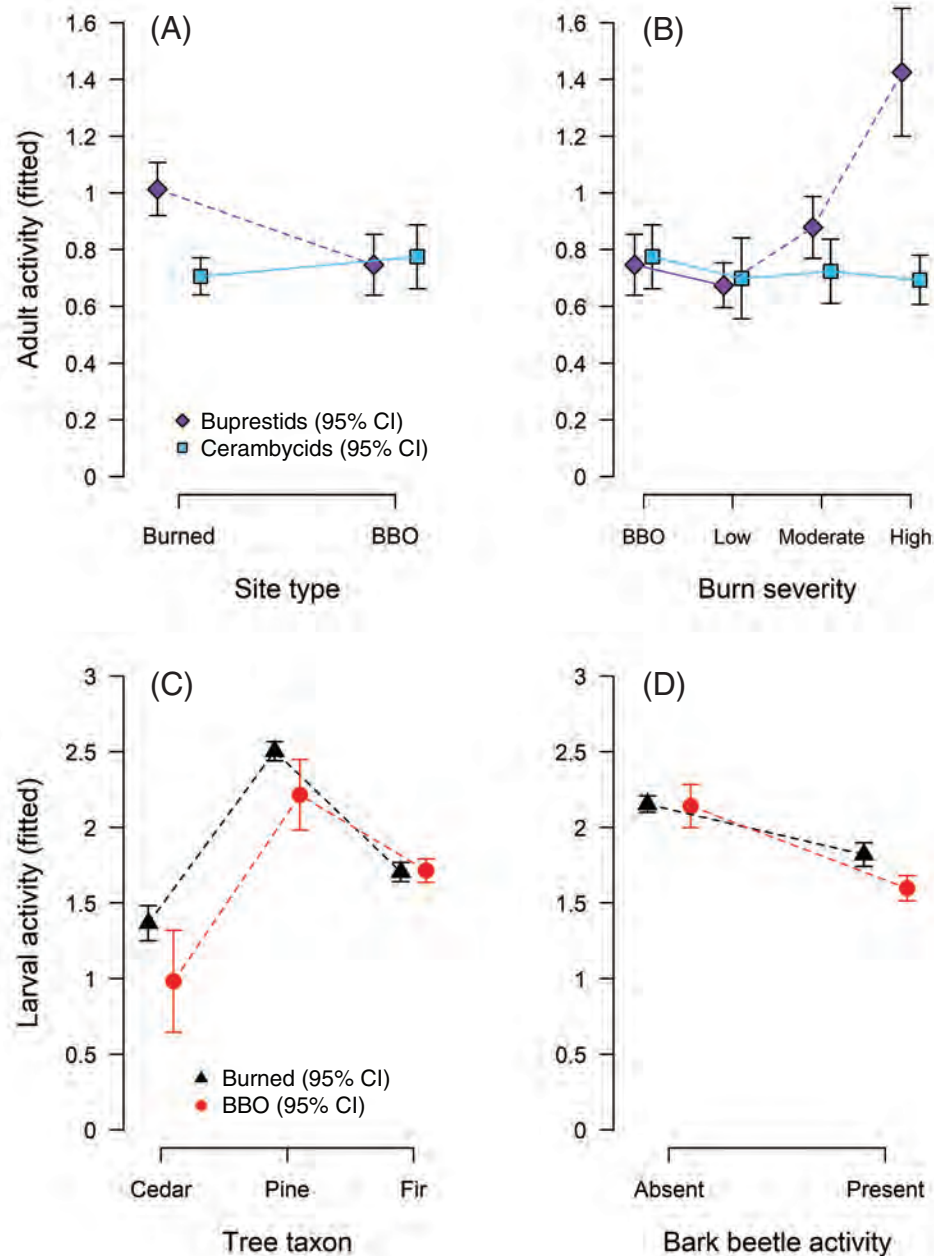 (A)
Adult activity (fitted)
1.6
1.4
1.2
1
0.8
0.6
0.4
0.2
0
Buprestids (95% CI)
Cerambycids (95% CI)
Burned BBO
Site type
(B)
1.6
1.4
1.2
1
0.8
0.6
0.4
0.2
0
BBO Low Moderate High
Burn severity
(C)
Larval activity (fitted)
3
2.5
2
1.5
1
0.5
0
Burned (95% CI)
BBO (95% CI)
Cedar Pine Fir
Tree taxon
(D)
3
2.5
2
1.5
1
0.5
0
Absent Present
Bark beetle activity